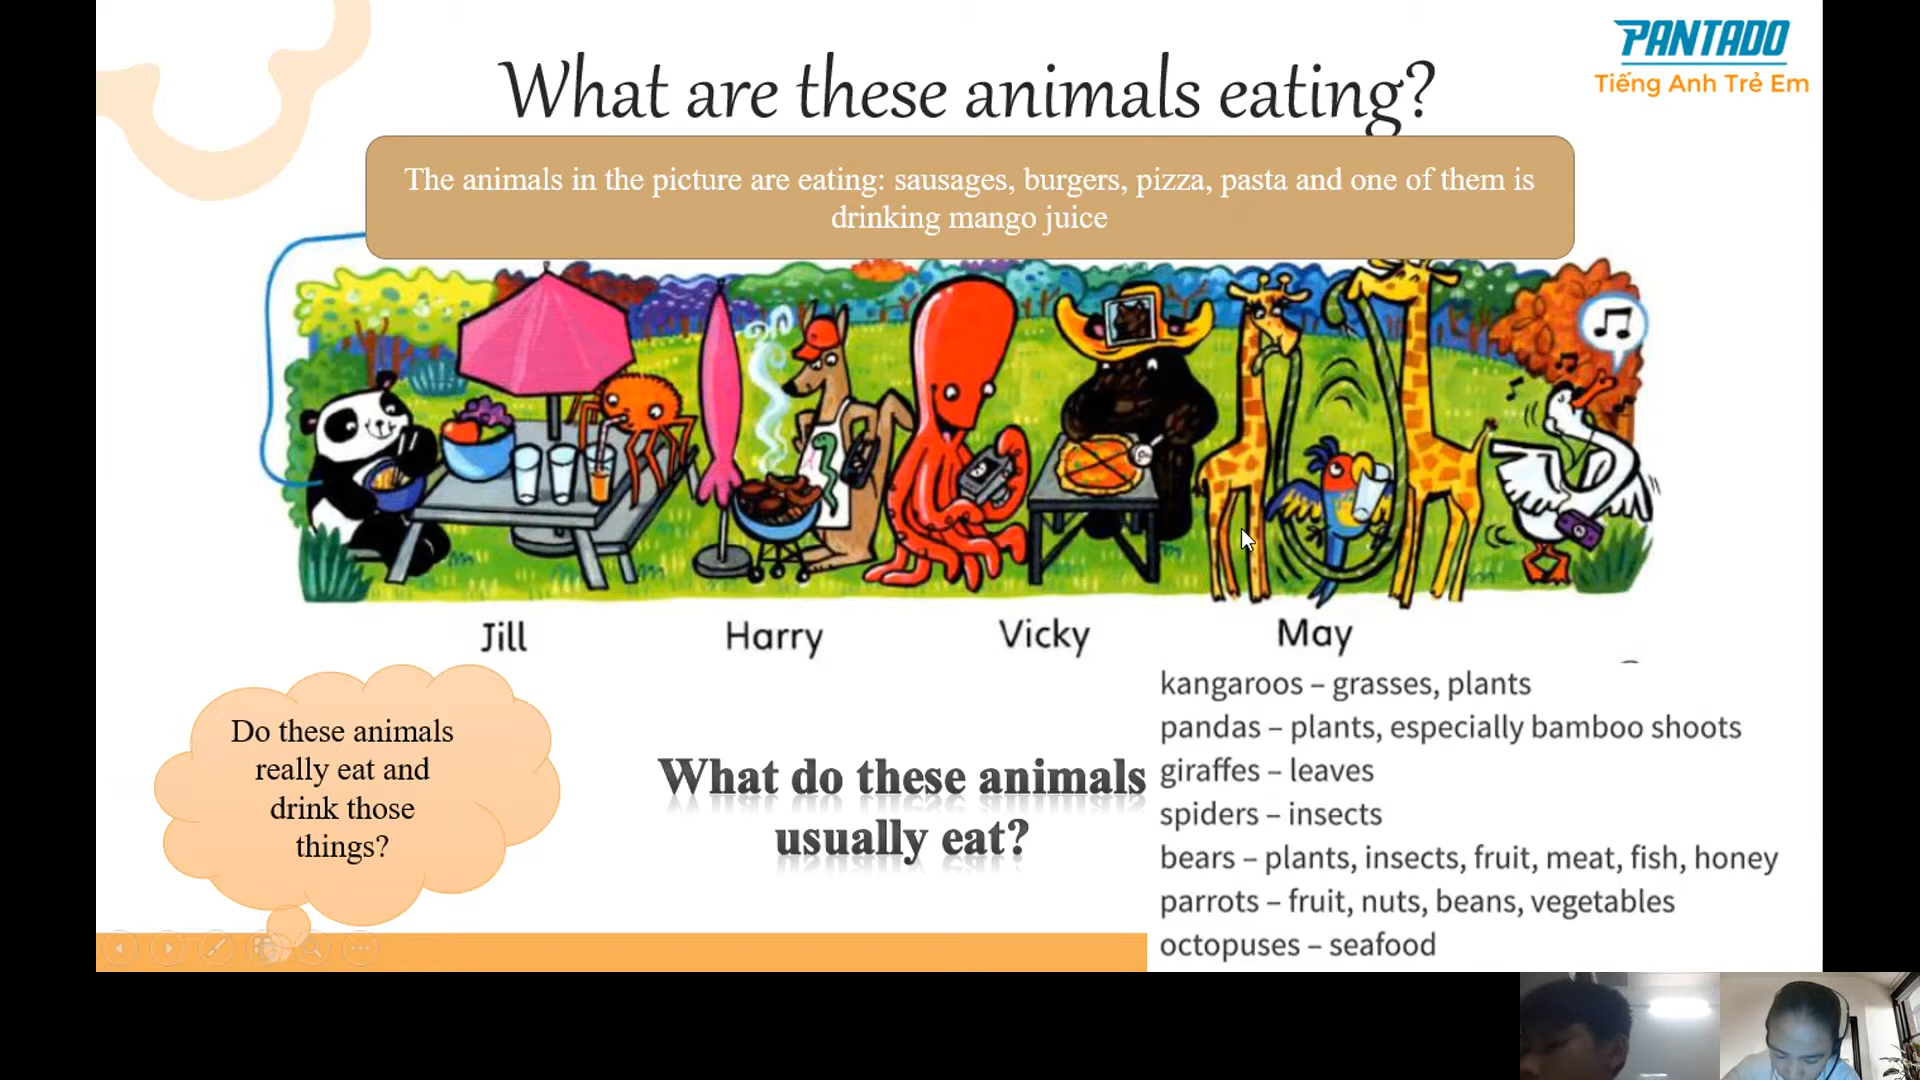 PANTADO
Tiếng Anh Trẻ Em
What are these animals eating?
The animals in the picture are eating: sausages, burgers, pizza, pasta and one of them is
drinking mango juice
Jill
Harry
Vicky
May
Do these animals
really eat and
drink those
things?
What do these animals
usually eat?
kangaroos – grasses, plants
pandas – plants, especially bamboo shoots
giraffes – leaves
spiders – insects
bears – plants, insects, fruit, meat, fish, honey
parrots – fruit, nuts, beans, vegetables
octopuses – seafood